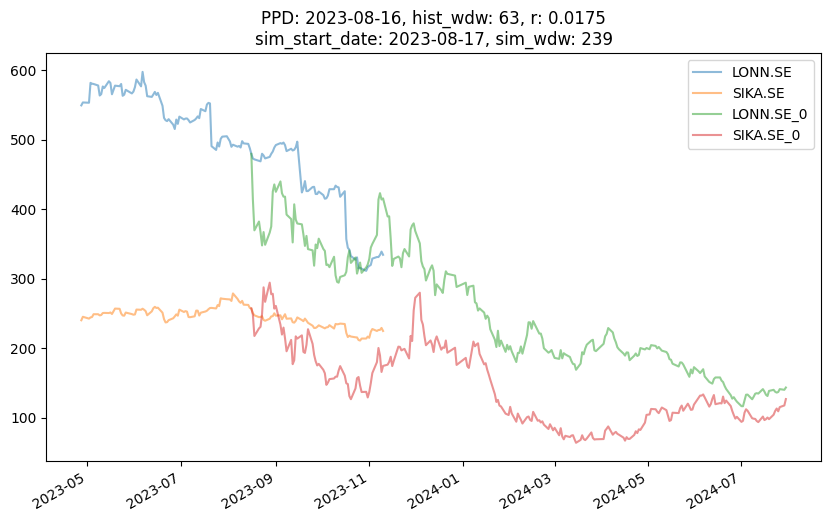 PPD: 2023-08-16, hist_wdw: 63, r: 0.0175
sim_start_date: 2023-08-17, sim_wdw: 239
LONN.SE
SIKA.SE
LONN.SE_0
SIKA.SE_0
600
500
400
300
200
100
2023-05
2023-07
2023-09
2023-11
2024-01
2024-03
2024-05
2024-07